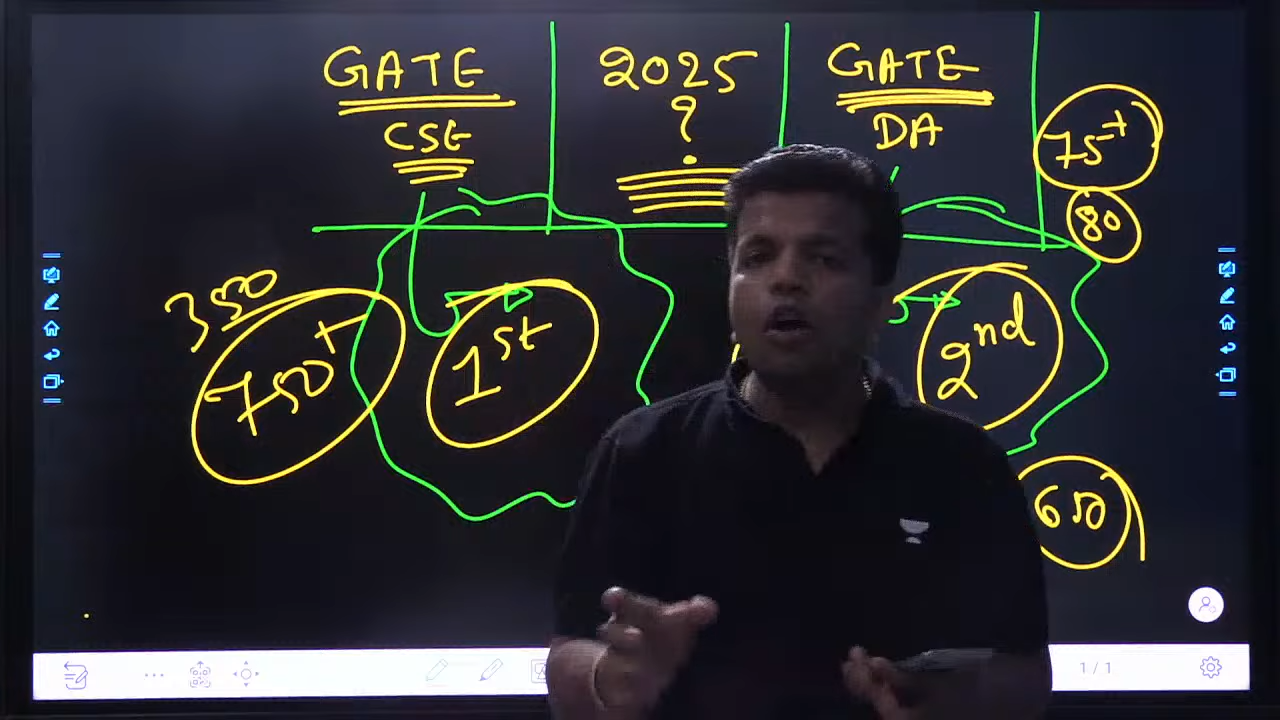 GATE
CSE
2025
?
GATE
DA
75+
80
350
750+
1st
2nd
650
1 / 1